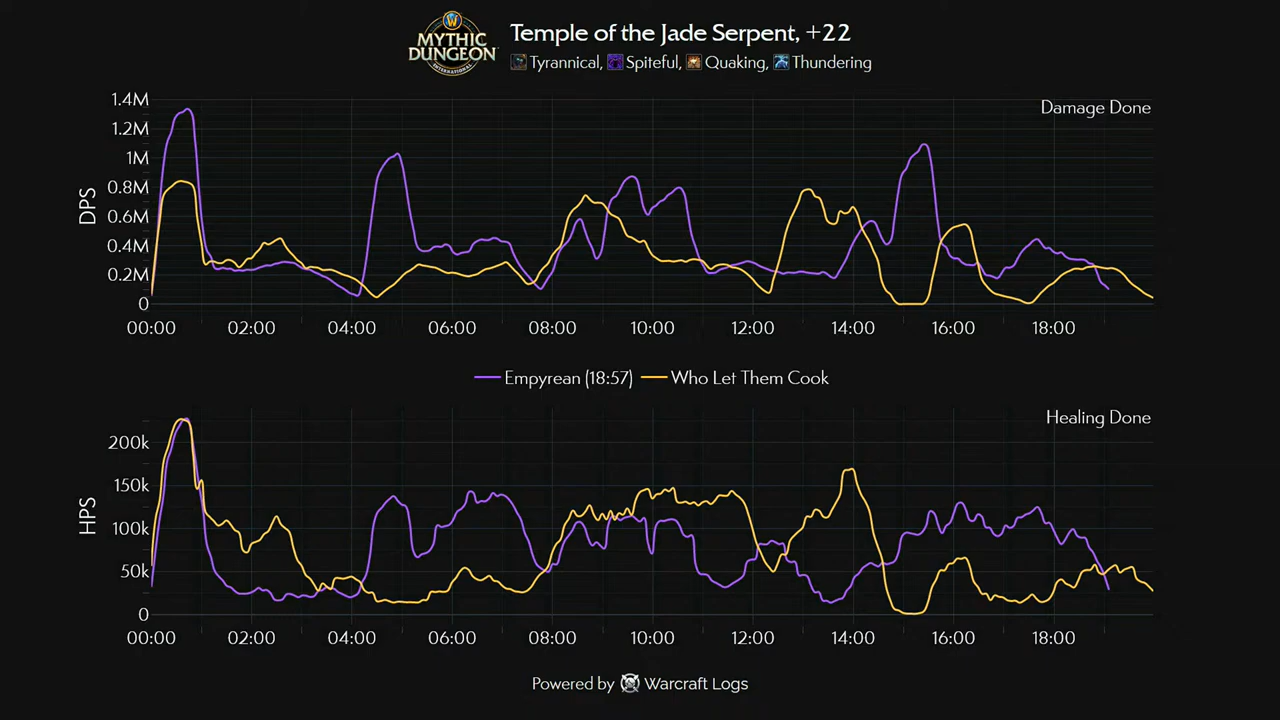 W
MYTHIC
DUNGEON
INTERNATIONAL
Temple of the Jade Serpent, +22
Tyrannical, Spiteful, Quaking, Thundering
Damage Done
DPS
1.4M
1.2M
1M
0.8M
0.6M
0.4M
0.2M
0
00:00 02:00 04:00 06:00 08:00 10:00 12:00 14:00 16:00 18:00
Empyrean (18:57) Who Let Them Cook
Healing Done
HPS
200k
150k
100k
50k
0
00:00 02:00 04:00 06:00 08:00 10:00 12:00 14:00 16:00 18:00
Powered by Warcraft Logs